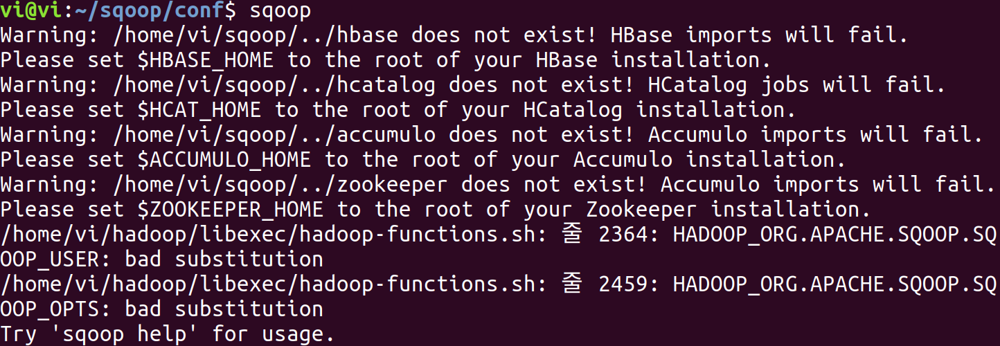 vi@vi:~/sqoop/conf$ sqoop
Warning: /home/vi/sqoop/../hbase does not exist! HBase imports will fail.
Please set $HBASE_HOME to the root of your HBase installation.
Warning: /home/vi/sqoop/../hcatalog does not exist! HCatalog jobs will fail.
Please set $HCAT_HOME to the root of your HCatalog installation.
Warning: /home/vi/sqoop/../accumulo does not exist! Accumulo imports will fail.
Please set $ACCUMULO_HOME to the root of your Accumulo installation.
Warning: /home/vi/sqoop/../zookeeper does not exist! Accumulo imports will fail.
Please set $ZOOKEEPER_HOME to the root of your Zookeeper installation.
/home/vi/hadoop/libexec/hadoop-functions.sh: 줄 2364: HADOOP_ORG.APACHE.SQOOP.SQ
OOP_USER: bad substitution
/home/vi/hadoop/libexec/hadoop-functions.sh: 줄 2459: HADOOP_ORG.APACHE.SQOOP.SQ
OOP_OPTS: bad substitution
Try 'sqoop help' for usage.